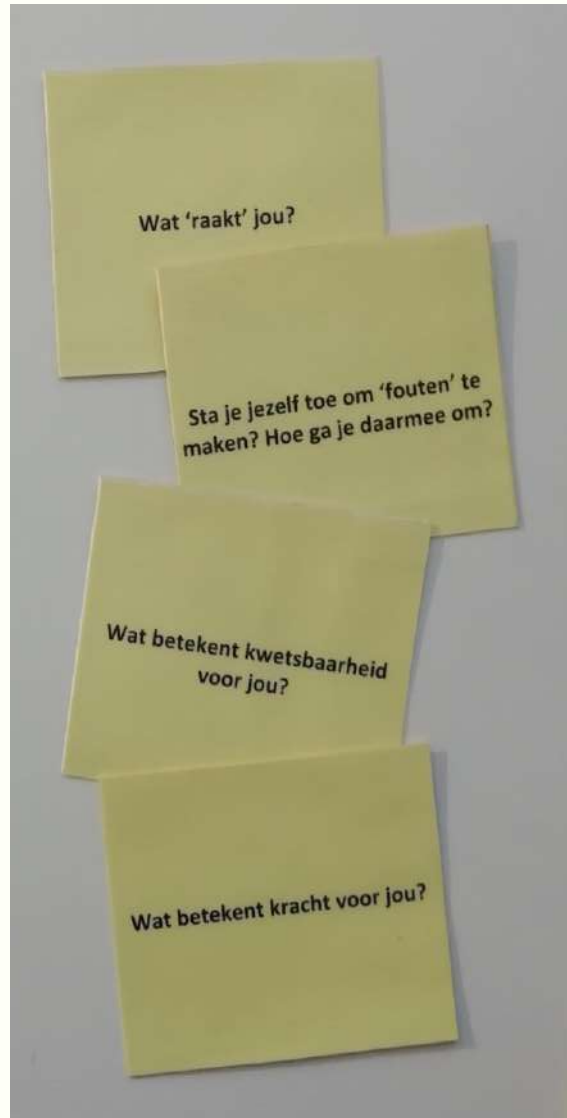 Wat ‘raakt’ jou?
Sta je jezelf toe om ‘fouten’ te
maken? Hoe ga je daarmee om?
Wat betekent kwetsbaarheid
voor jou?
Wat betekent kracht voor jou?